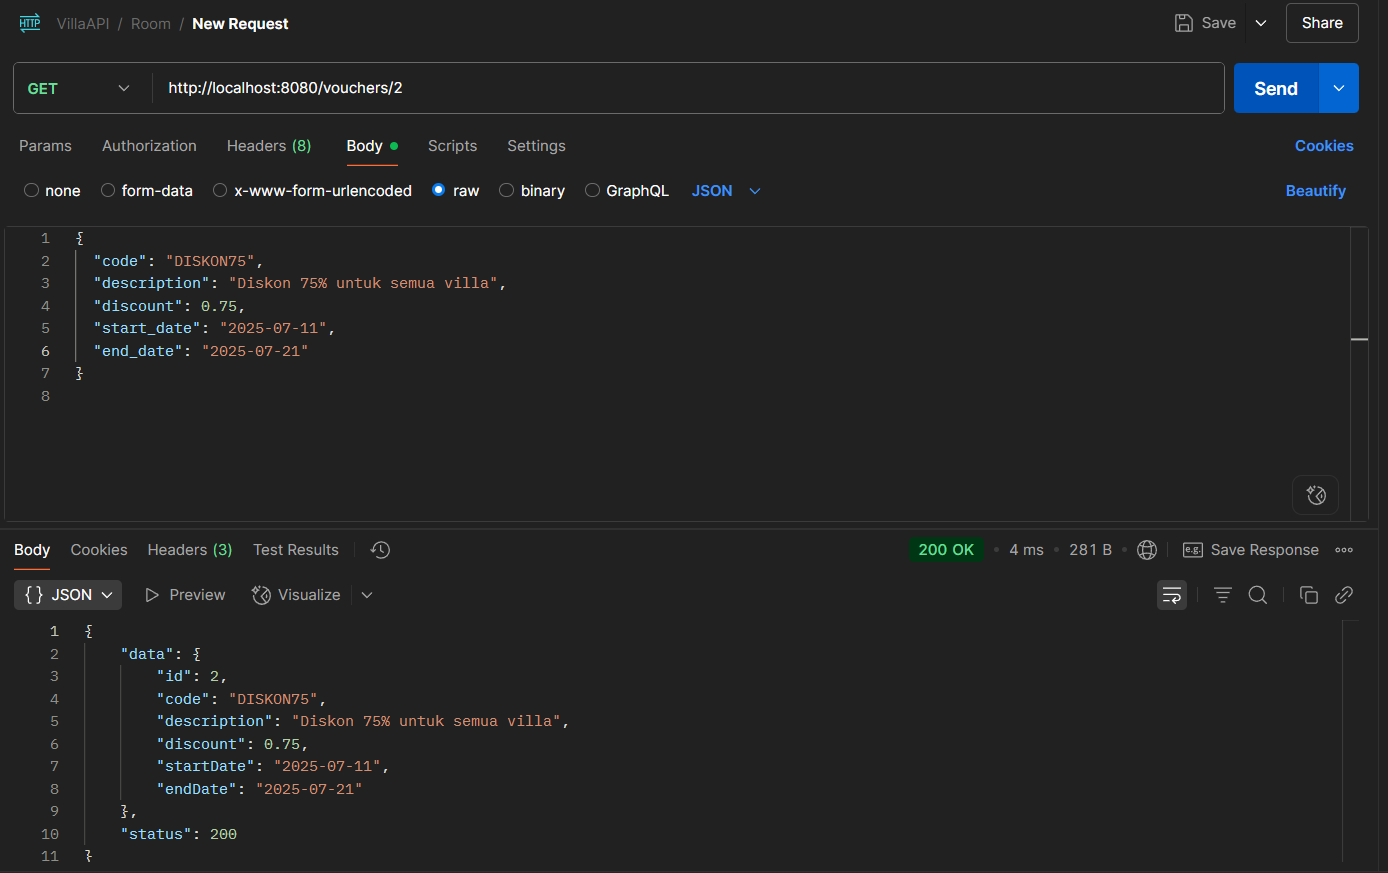 HTTP VillaAPI / Room / New Request Save Share
GET http://localhost:8080/vouchers/2 Send
Params Authorization Headers (8) Body Scripts Settings Cookies
none form-data x-www-form-urlencoded raw binary GraphQL JSON Beautify
1 {
2 "code": "DISKON75",
3 "description": "Diskon 75% untuk semua villa",
4 "discount": 0.75,
5 "start_date": "2025-07-11",
6 "end_date": "2025-07-21"
7 }
8
Body Cookies Headers (3) Test Results 200 OK • 4 ms • 281 B • e.g. Save Response
{} JSON Preview Visualize
1 {
2 "data": {
3 "id": 2,
4 "code": "DISKON75",
5 "description": "Diskon 75% untuk semua villa",
6 "discount": 0.75,
7 "startDate": "2025-07-11",
8 "endDate": "2025-07-21"
9 },
10 "status": 200
11 }